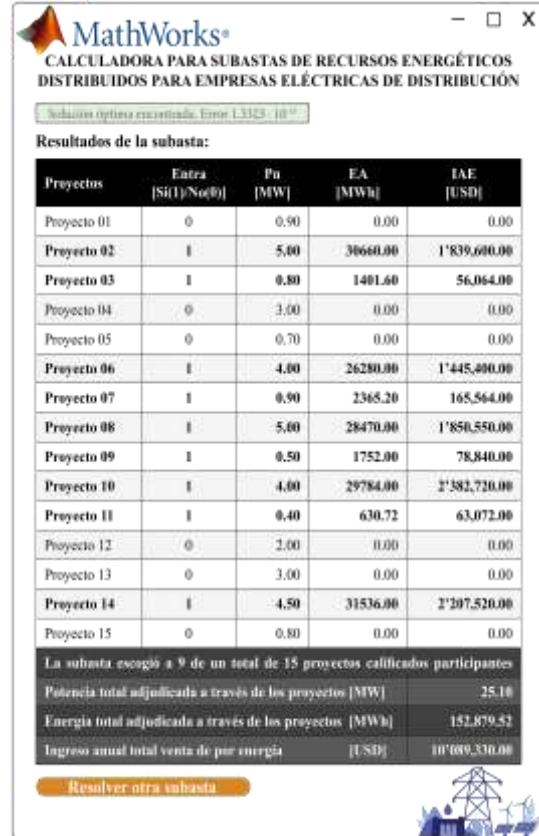 MathWorks®
CALCULADORA PARA SUBASTAS DE RECURSOS ENERGÉTICOS
DISTRIBUIDOS PARA EMPRESAS ELÉCTRICAS DE DISTRIBUCIÓN
Solución óptima encontrada. Error
Resultados de la subasta:
Proyectos Entra [Si(1)/No(0)] Pn [MW] EA [MWh] IAE [USD]
Proyecto 01 0 0.90 0.00 0.00
Proyecto 02 1 5.00 30660.00 1'839,600.00
Proyecto 03 1 0.80 1401.60 56,064.00
Proyecto 04 0 3.00 0.00 0.00
Proyecto 05 0 0.70 0.00 0.00
Proyecto 06 1 4.00 26280.00 1'445,400.00
Proyecto 07 1 0.90 2365.20 165,564.00
Proyecto 08 1 5.00 28470.00 1'850,550.00
Proyecto 09 1 0.50 1752.00 78,840.00
Proyecto 10 1 4.00 29784.00 2'382,720.00
Proyecto 11 1 0.40 630.72 63,072.00
Proyecto 12 0 2.00 0.00 0.00
Proyecto 13 0 3.00 0.00 0.00
Proyecto 14 1 4.50 31536.00 2'207,520.00
Proyecto 15 0 0.80 0.00 0.00
La subasta escogió a 9 de un total de 15 proyectos calificados participantes
Potencia total adjudicada a través de los proyectos [MW] 25.10
Energía total adjudicada a través de los proyectos [MWh] 152,879.52
Ingreso anual total venta de por energía [USD] 10'089,330.00
Resolver otra subasta